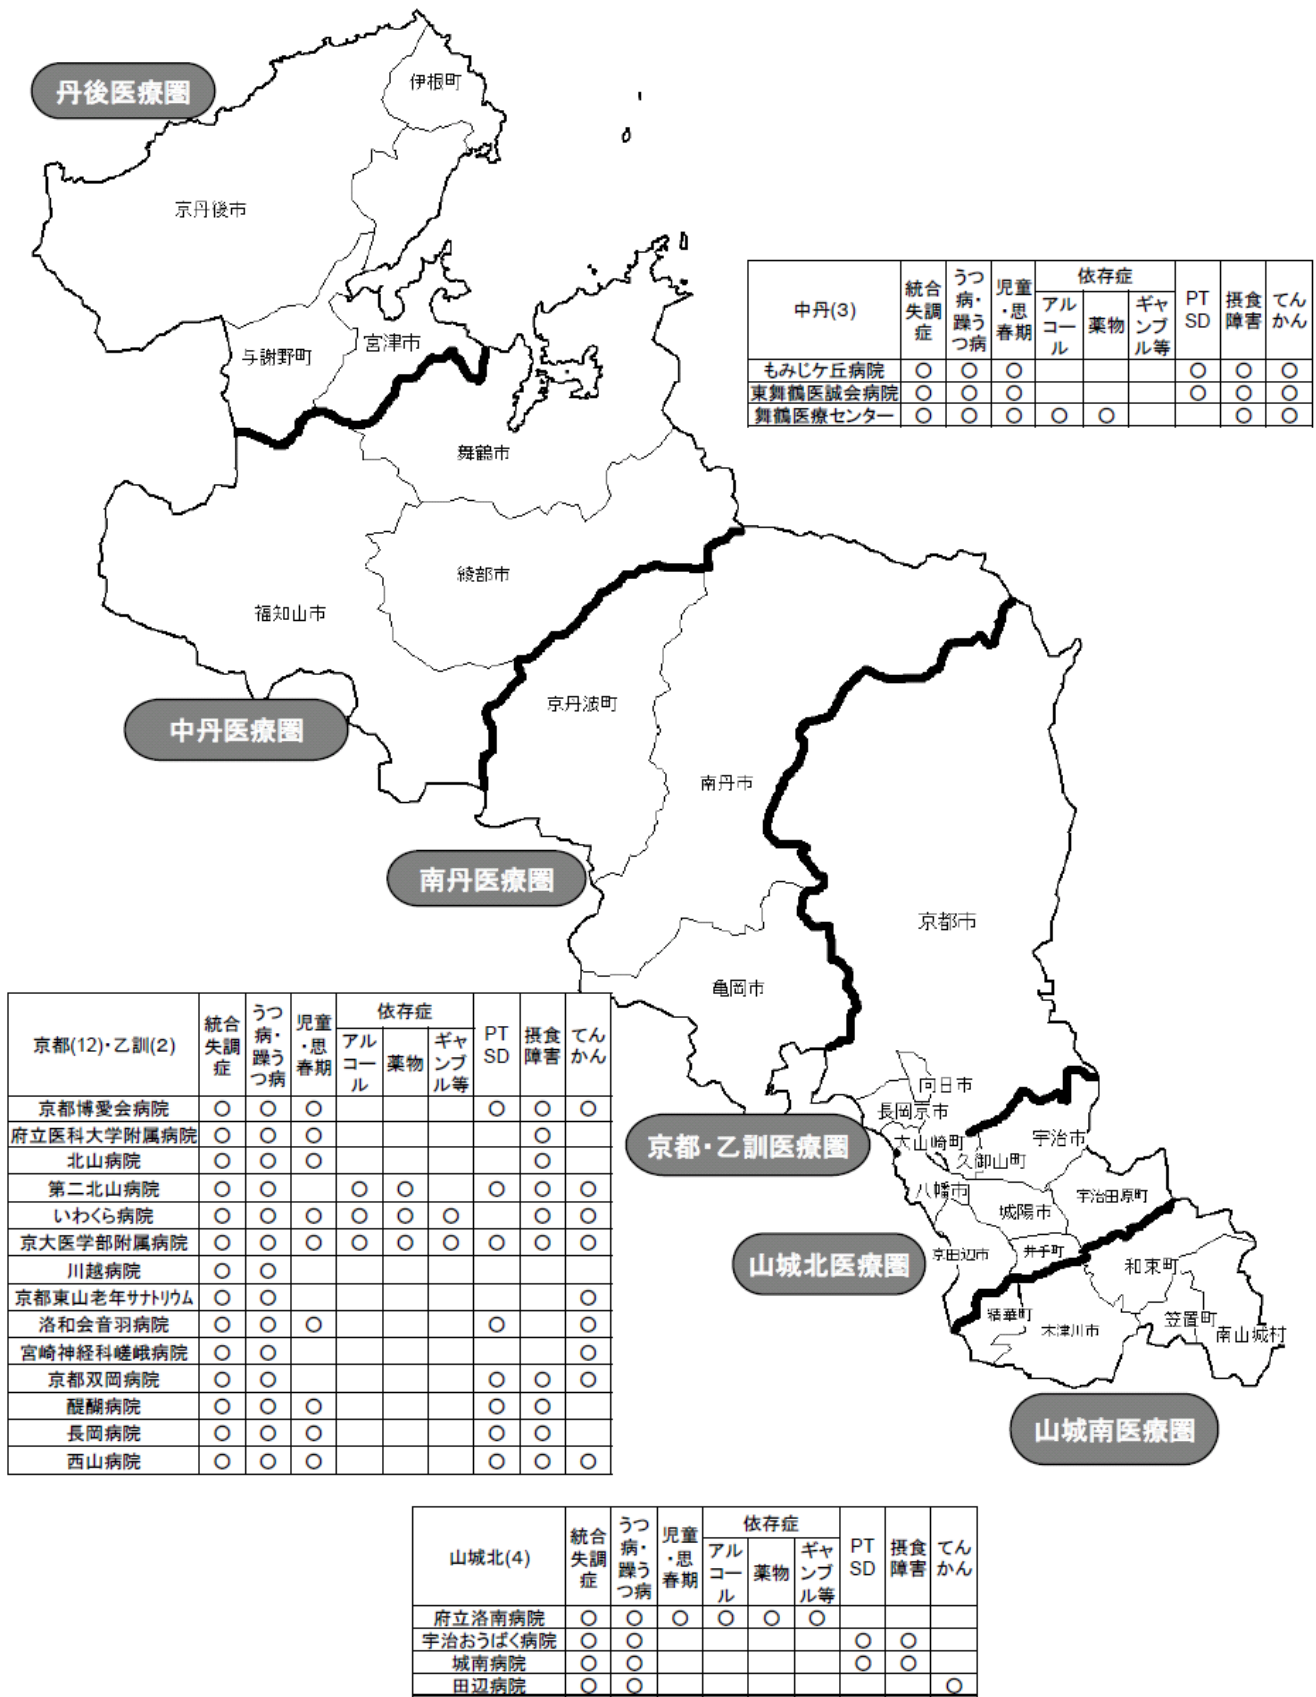 丹後医療圏
伊根町
京丹後市
与謝野町
宮津市
舞鶴市
綾部市
福知山市
中丹医療圏
京丹波町
南丹市
南丹医療圏
京都市
亀岡市
向日市
長岡京市
大山崎町
宇治市
久御山町
京都・乙訓医療圏
八幡市
城陽市
宇治田原町
山城北医療圏
京田辺市
井手町
和束町
精華町
木津川市
笠置町
南山城村
山城南医療圏
中丹(3) 統合失調症 うつ病・躁うつ病 児童・思春期 依存症 アルコール 薬物 ギャンブル等 PTSD 摂食障害 てんかん
もみじケ丘病院 ○ ○ ○ ○ ○ ○
東舞鶴医誠会病院 ○ ○ ○ ○ ○ ○
舞鶴医療センター ○ ○ ○ ○ ○ ○ ○
京都(12)・乙訓(2) 統合失調症 うつ病・躁うつ病 児童・思春期 依存症 アルコール 薬物 ギャンブル等 PTSD 摂食障害 てんかん
京都博愛会病院 ○ ○ ○ ○ ○ ○
府立医科大学附属病院 ○ ○ ○ ○
北山病院 ○ ○ ○ ○
第二北山病院 ○ ○ ○ ○ ○ ○ ○
いわくら病院 ○ ○ ○ ○ ○ ○ ○ ○
京大医学部附属病院 ○ ○ ○ ○ ○ ○ ○ ○ ○
川越病院 ○ ○
京都東山老年サナトリウム ○ ○ ○
洛和会音羽病院 ○ ○ ○ ○ ○
宮崎神経科嵯峨病院 ○ ○ ○
京都双岡病院 ○ ○ ○ ○ ○
醍醐病院 ○ ○ ○ ○ ○
長岡病院 ○ ○ ○ ○ ○
西山病院 ○ ○ ○ ○ ○ ○
山城北(4) 統合失調症 うつ病・躁うつ病 児童・思春期 依存症 アルコール 薬物 ギャンブル等 PTSD 摂食障害 てんかん
府立洛南病院 ○ ○ ○ ○ ○ ○
宇治おうばく病院 ○ ○ ○ ○
城南病院 ○ ○ ○ ○
田辺病院 ○ ○ ○